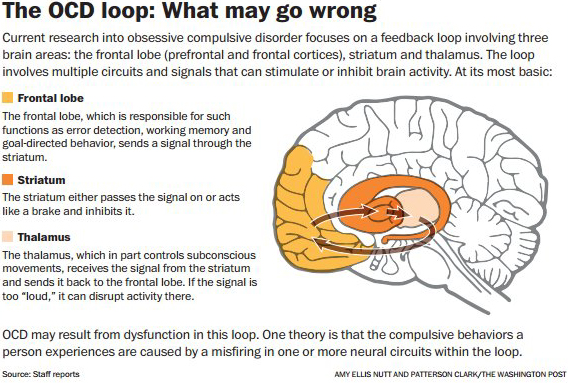 The OCD loop: What may go wrong
Current research into obsessive compulsive disorder focuses on a feedback loop involving three
brain areas: the frontal lobe (prefrontal and frontal cortices), striatum and thalamus. The loop
involves multiple circuits and signals that can stimulate or inhibit brain activity. At its most basic:
Frontal lobe
The frontal lobe, which is responsible for such
functions as error detection, working memory and
goal-directed behavior, sends a signal through the
striatum.
Striatum
The striatum either passes the signal on or acts
like a brake and inhibits it.
Thalamus
The thalamus, which in part controls subconscious
movements, receives the signal from the striatum
and sends it back to the frontal lobe. If the signal is
too “loud,” it can disrupt activity there.
OCD may result from dysfunction in this loop. One theory is that the compulsive behaviors a
person experiences are caused by a misfiring in one or more neural circuits within the loop.
Source: Staff reports
AMY ELLIS NUTT AND PATTERSON CLARK/THE WASHINGTON POST